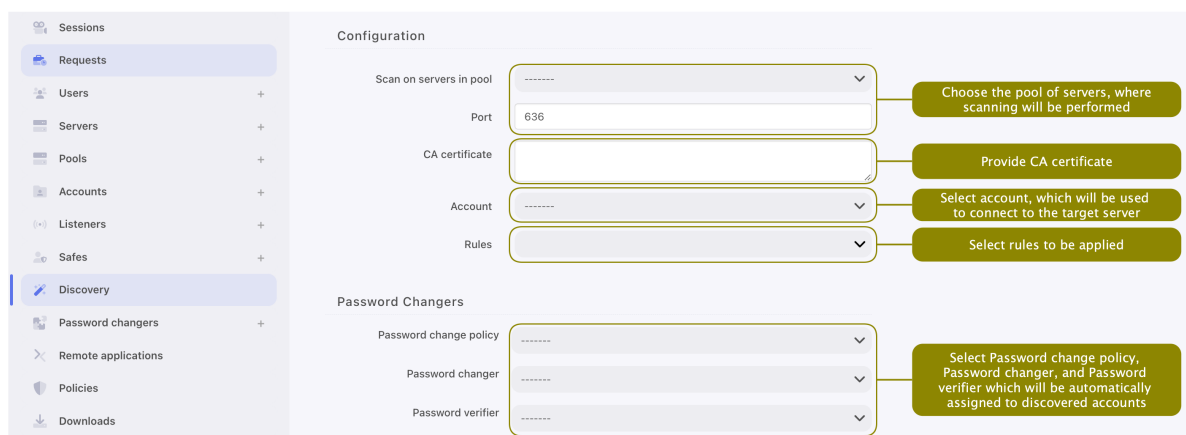 Sessions
Requests
Users +
Servers +
Pools +
Accounts +
Listeners +
Safes +
Discovery
Password changers +
Remote applications
Policies
Downloads
Configuration
Scan on servers in pool -------
Port 636
Choose the pool of servers, where
scanning will be performed
CA certificate
Provide CA certificate
Account -------
Select account, which will be used
to connect to the target server
Rules
Select rules to be applied
Password Changers
Password change policy -------
Password changer -------
Password verifier -------
Select Password change policy,
Password changer, and Password
verifier which will be automatically
assigned to discovered accounts